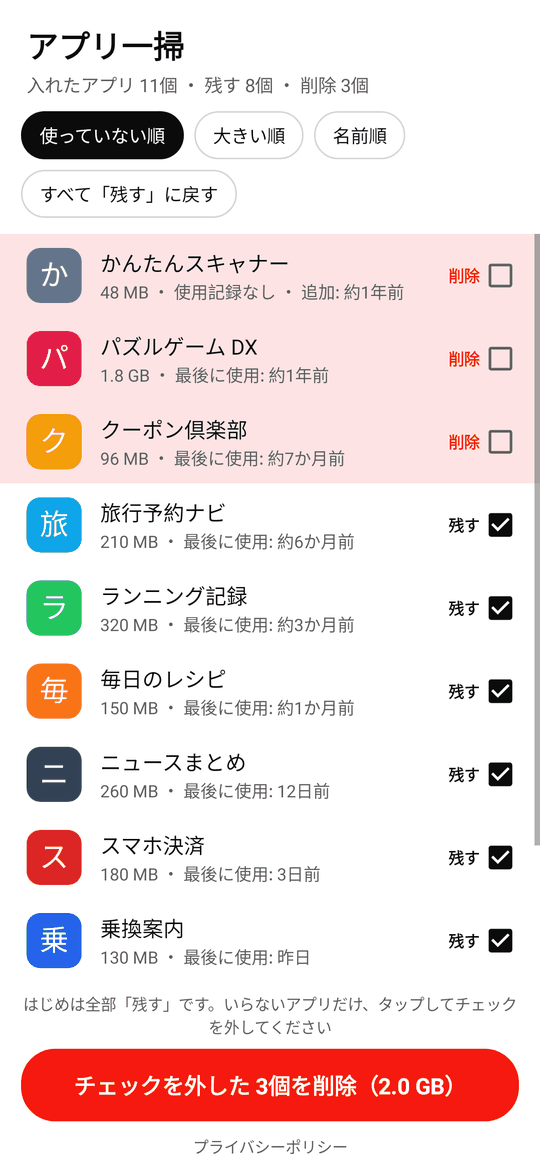 アプリ一掃
入れたアプリ 11個 ・ 残す 8個 ・ 削除 3個
使っていない順 大きい順 名前順
すべて「残す」に戻す
か かんたんスキャナー 削除
48 MB ・ 使用記録なし ・ 追加: 約1年前
パ パズルゲーム DX 削除
1.8 GB ・ 最後に使用: 約1年前
ク クーポン倶楽部 削除
96 MB ・ 最後に使用: 約7か月前
旅 旅行予約ナビ 残す
210 MB ・ 最後に使用: 約6か月前
ラ ランニング記録 残す
320 MB ・ 最後に使用: 約3か月前
毎 毎日のレシピ 残す
150 MB ・ 最後に使用: 約1か月前
ニ ニュースまとめ 残す
260 MB ・ 最後に使用: 12日前
ス スマホ決済 残す
180 MB ・ 最後に使用: 3日前
乗 乗換案内 残す
130 MB ・ 最後に使用: 昨日
はじめは全部「残す」です。いらないアプリだけ、タップしてチェック
を外してください
チェックを外した 3個を削除（2.0 GB）
プライバシーポリシー